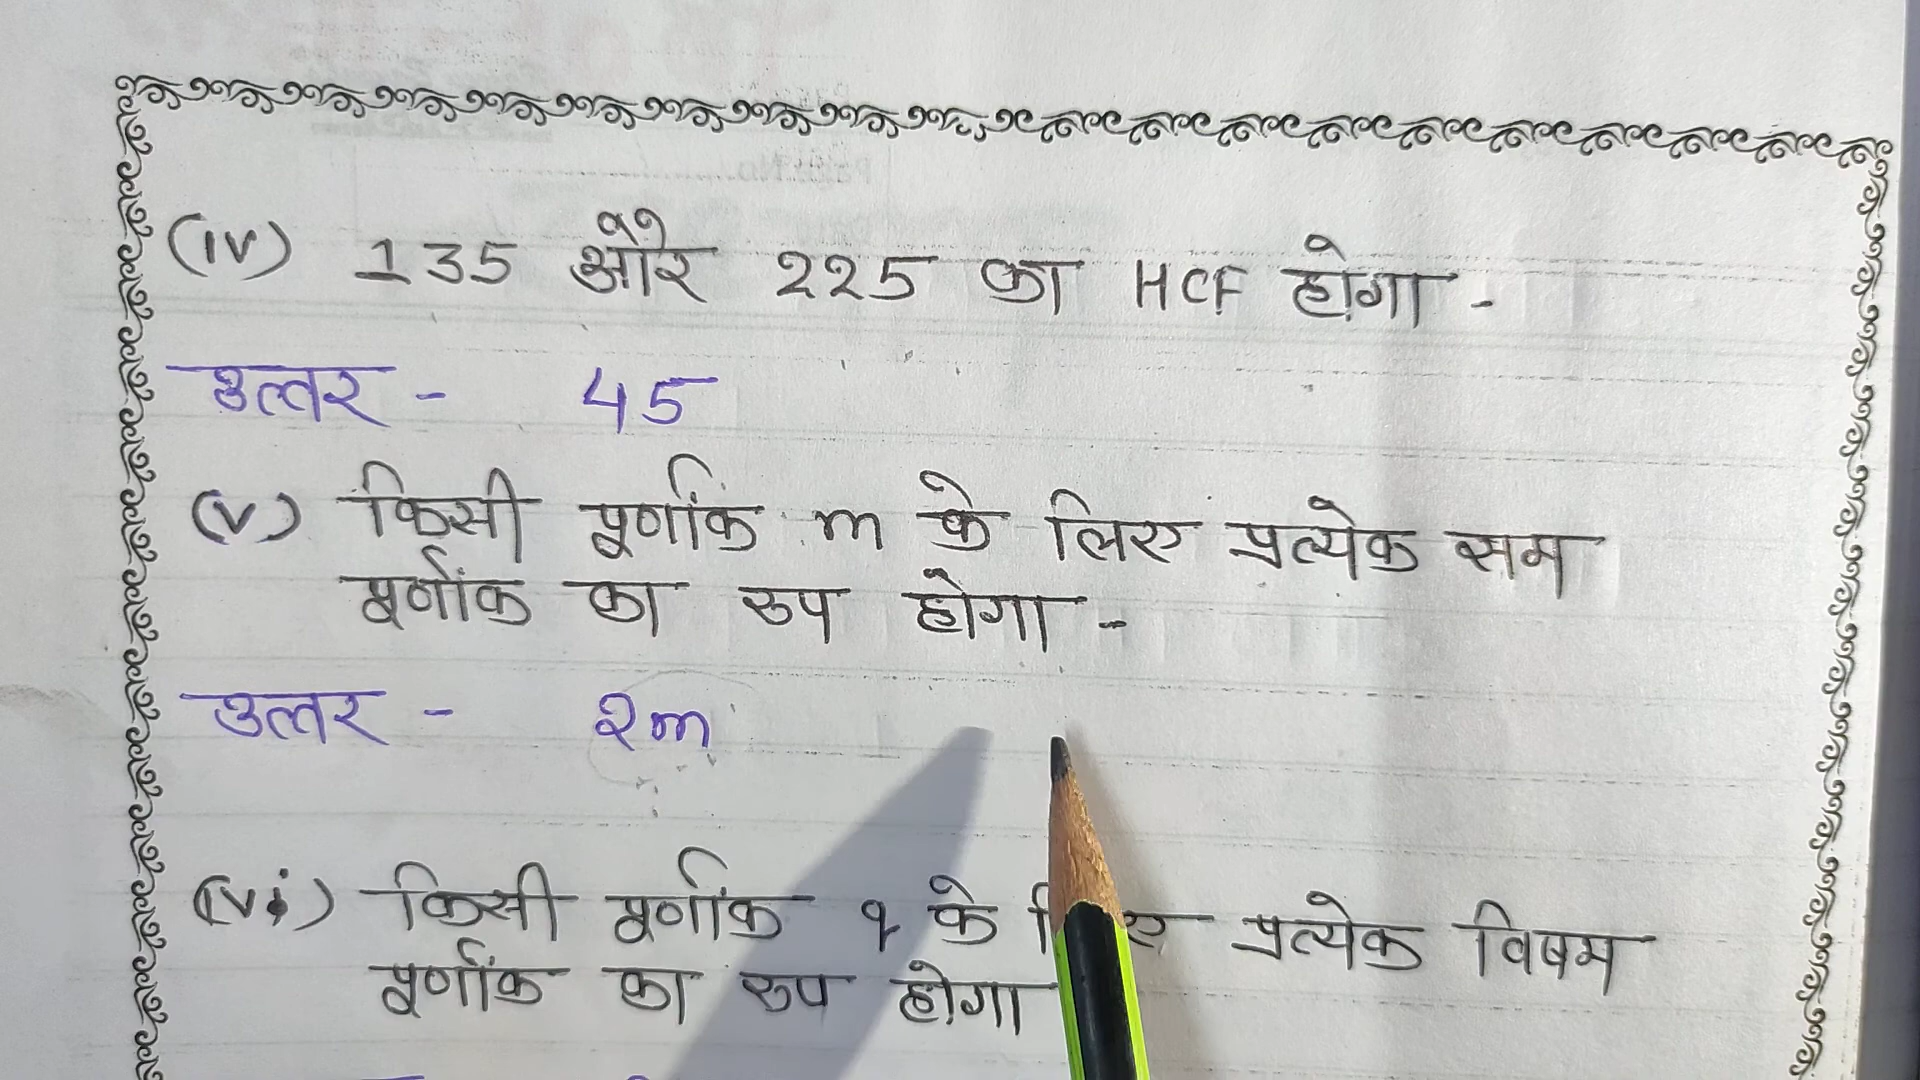 (iv) 135 और 225 का HCF होगा -
उत्तर - 45
(v) किसी पूर्णांक m के लिए प्रत्येक सम
पूर्णांक का रूप होगा -
उत्तर - 2m
(vi) किसी पूर्णांक q के लिए प्रत्येक विषम
पूर्णांक का रूप होगा